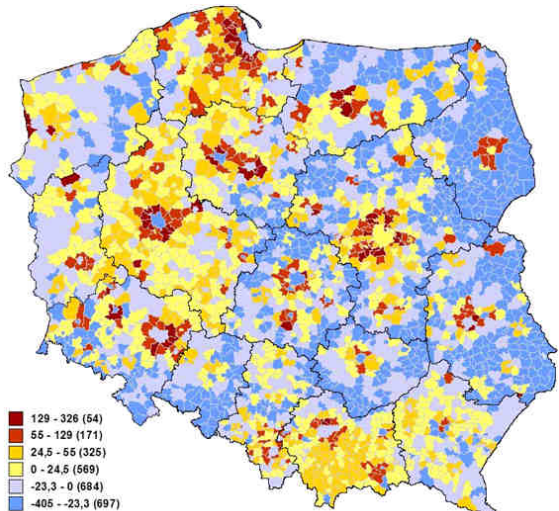 129 - 326 (54)
55 - 129 (171)
24,5 - 55 (325)
0 - 24,5 (569)
-23,3 - 0 (684)
-405 - -23,3 (697)